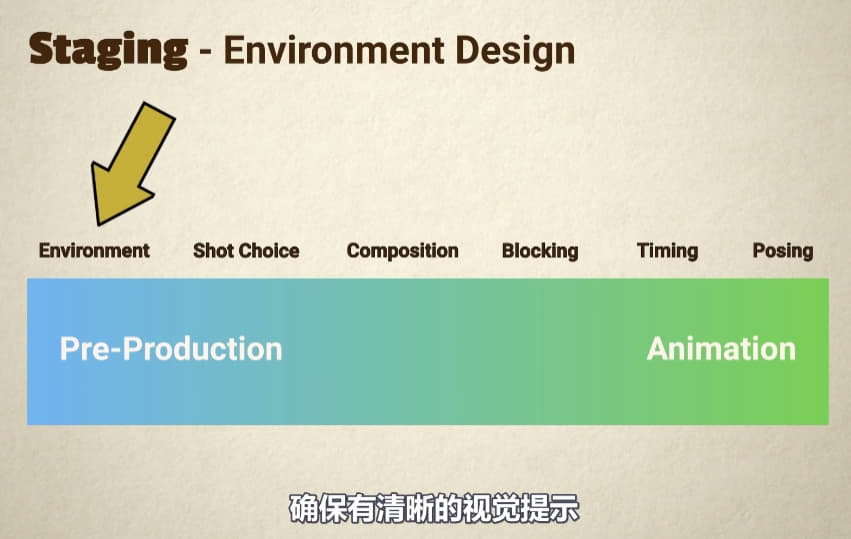 Staging - Environment Design
Environment Shot Choice Composition Blocking Timing Posing
Pre-Production Animation
确保有清晰的视觉提示